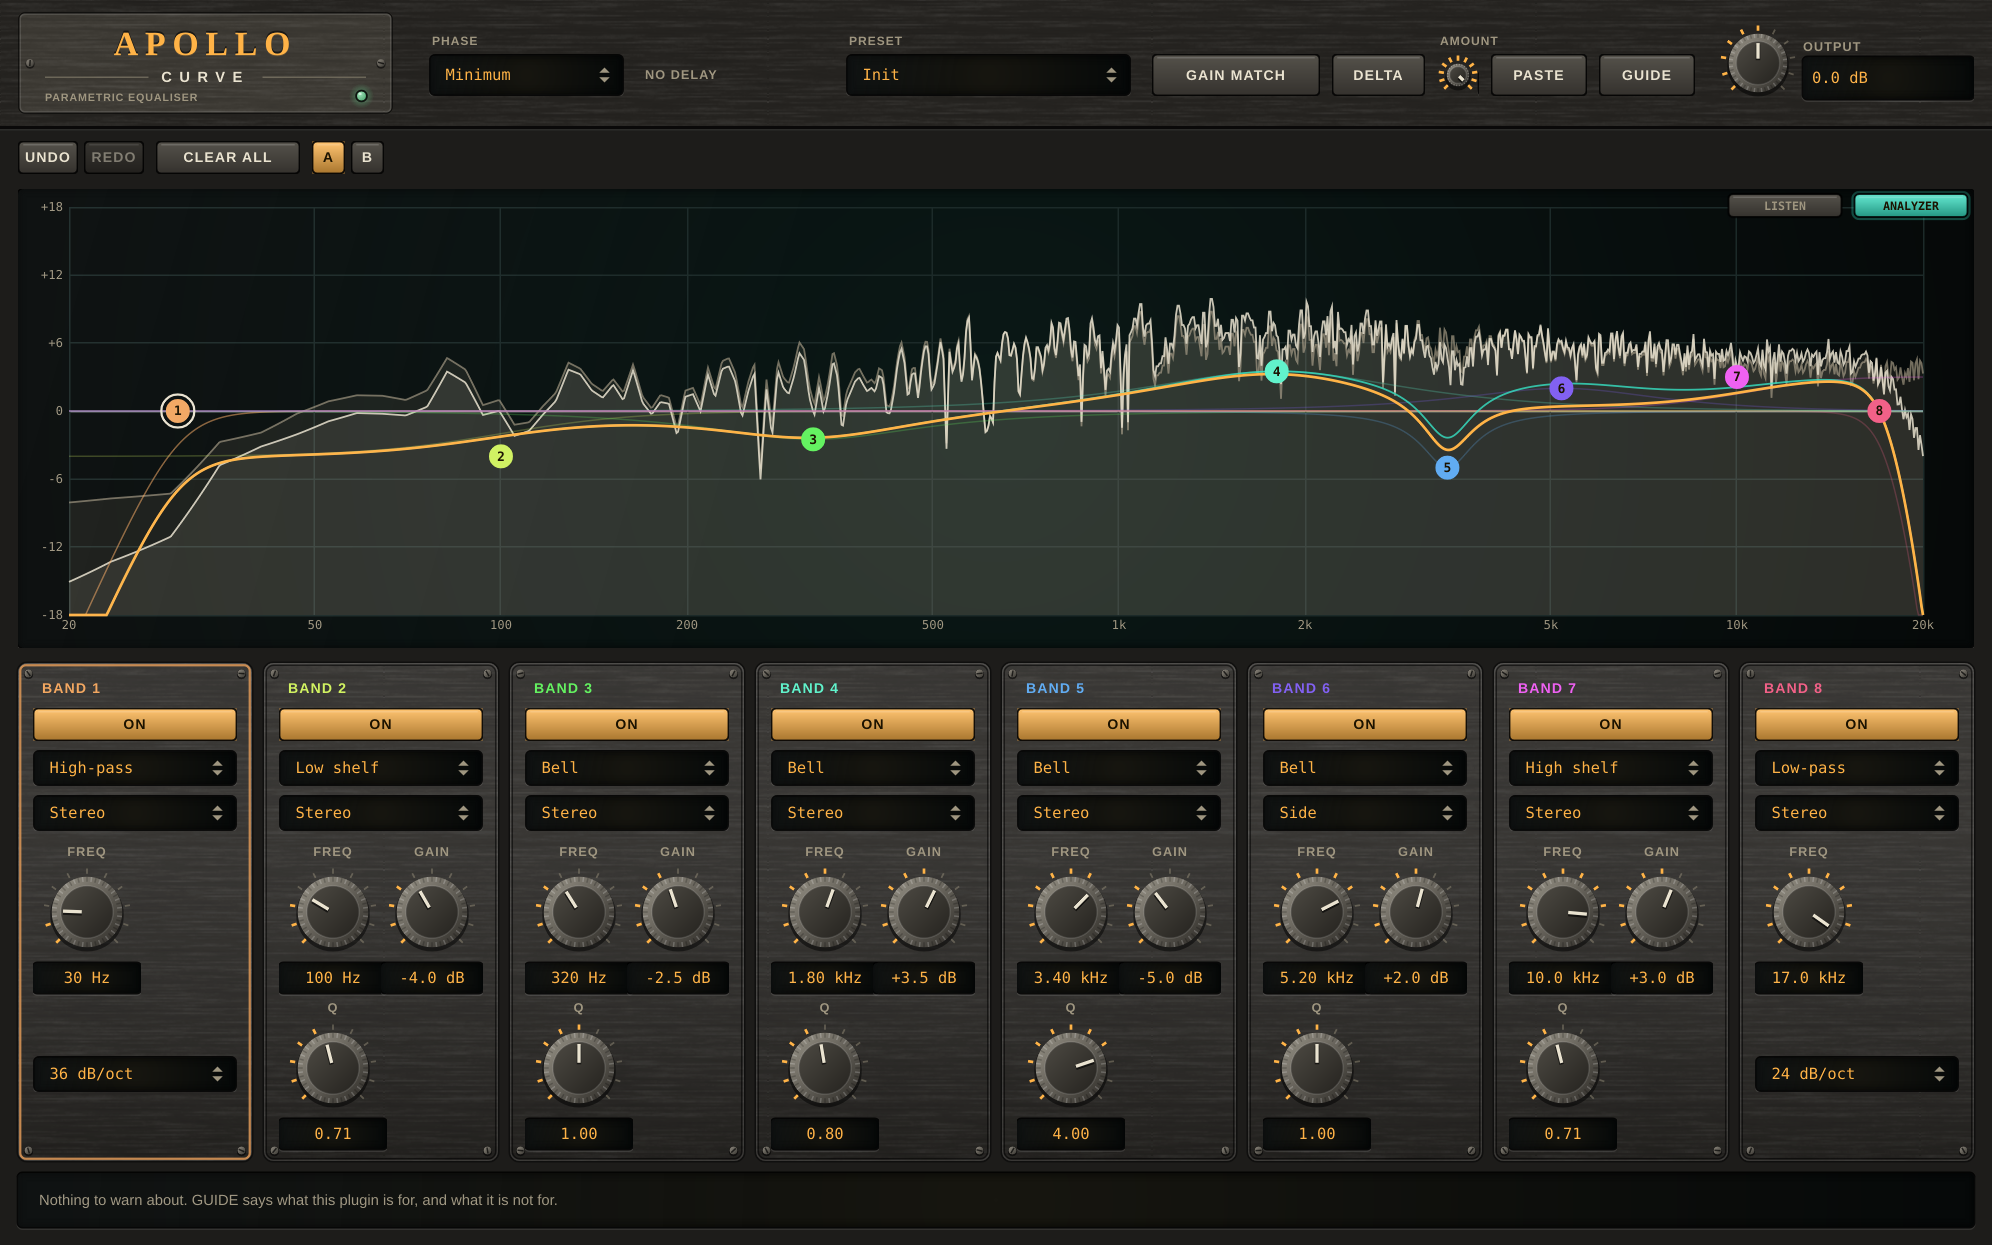 APOLLO
CURVE
PARAMETRIC EQUALISER
PHASE
Minimum
NO DELAY
PRESET
Init
GAIN MATCH
DELTA
AMOUNT
PASTE
GUIDE
OUTPUT
0.0 dB
UNDO
REDO
CLEAR ALL
A
B
LISTEN
ANALYZER
+18
+12
+6
0
-6
-12
-18
1
2
3
4
5
6
7
8
20
50
100
200
500
1k
2k
5k
10k
20k
BAND 1
ON
High-pass
Stereo
FREQ
30 Hz
36 dB/oct
BAND 2
ON
Low shelf
Stereo
FREQ GAIN
100 Hz -4.0 dB
Q
0.71
BAND 3
ON
Bell
Stereo
FREQ GAIN
320 Hz -2.5 dB
Q
1.00
BAND 4
ON
Bell
Stereo
FREQ GAIN
1.80 kHz +3.5 dB
Q
0.80
BAND 5
ON
Bell
Stereo
FREQ GAIN
3.40 kHz -5.0 dB
Q
4.00
BAND 6
ON
Bell
Side
FREQ GAIN
5.20 kHz +2.0 dB
Q
1.00
BAND 7
ON
High shelf
Stereo
FREQ GAIN
10.0 kHz +3.0 dB
Q
0.71
BAND 8
ON
Low-pass
Stereo
FREQ
17.0 kHz
24 dB/oct
Nothing to warn about. GUIDE says what this plugin is for, and what it is not for.